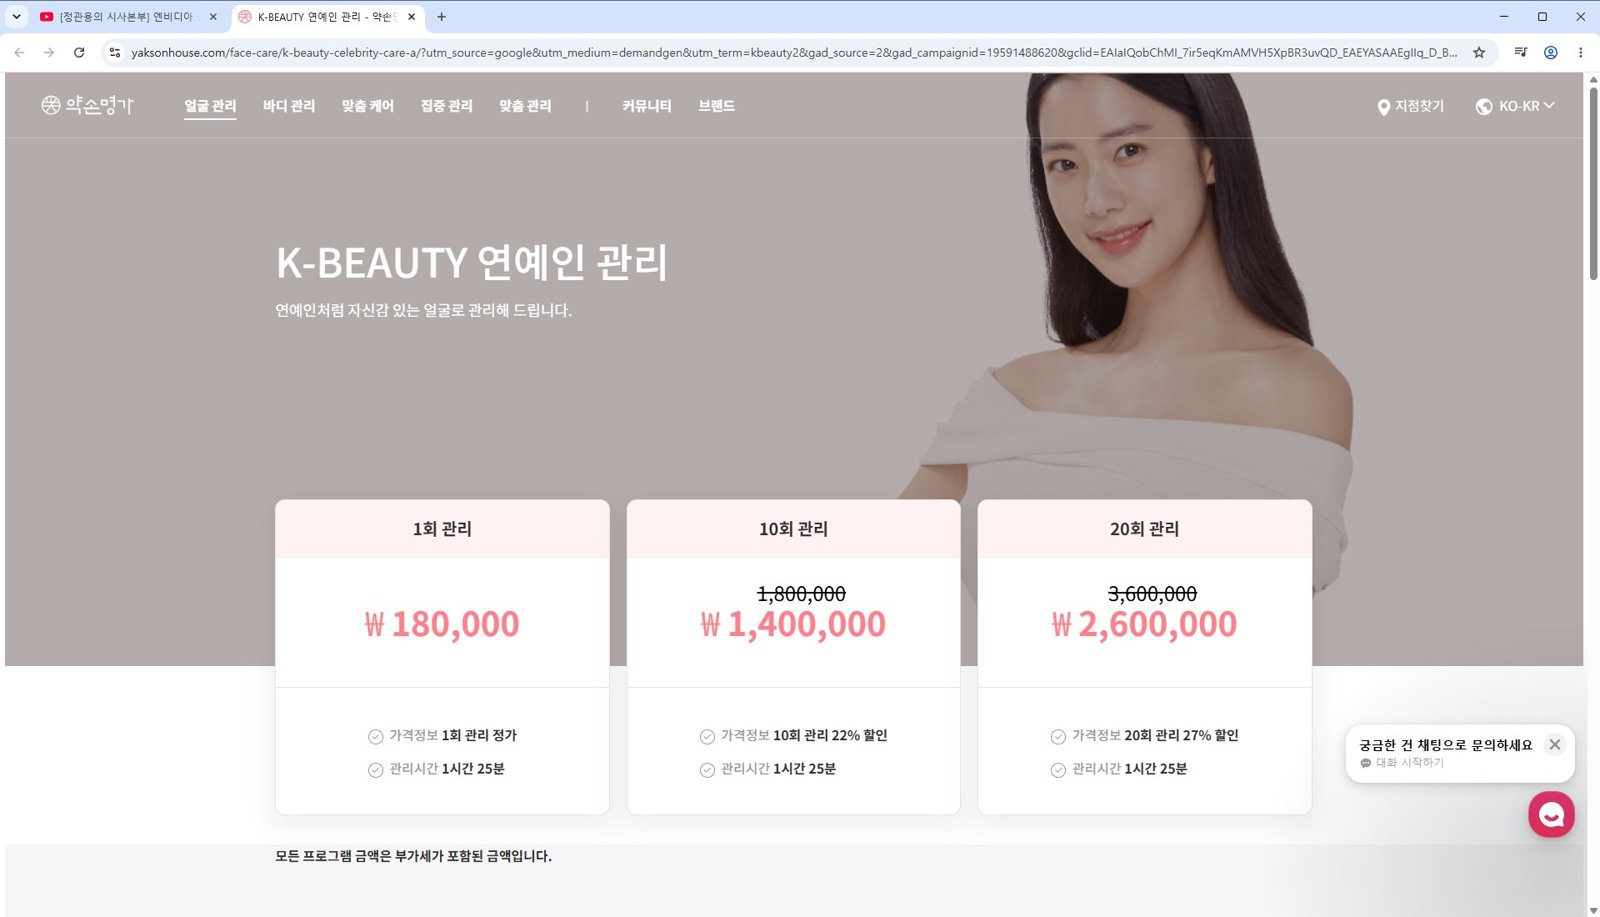 [정관용의 시사본부] 엔비디아
K-BEAUTY 연예인 관리 - 약손
yaksonhouse.com/face-care/k-beauty-celebrity-care-a/?utm_source=google&utm_medium=demandgen&utm_term=kbeauty2&gad_source=2&gad_campaignid=19591488620&gclid=EAIaIQobChMI_7ir5eqKmAMVH5XpBR3uvQD_EAEYASAAEgIIq_D_B...
약손명가
얼굴 관리 바디 관리 맞춤 케어 집중 관리 맞춤 관리 | 커뮤니티 브랜드
지점찾기 KO-KR
K-BEAUTY 연예인 관리
연예인처럼 자신감 있는 얼굴로 관리해 드립니다.
1회 관리
₩ 180,000
가격정보 1회 관리 정가
관리시간 1시간 25분
10회 관리
1,800,000
₩ 1,400,000
가격정보 10회 관리 22% 할인
관리시간 1시간 25분
20회 관리
3,600,000
₩ 2,600,000
가격정보 20회 관리 27% 할인
관리시간 1시간 25분
궁금한 건 채팅으로 문의하세요
대화 시작하기
모든 프로그램 금액은 부가세가 포함된 금액입니다.